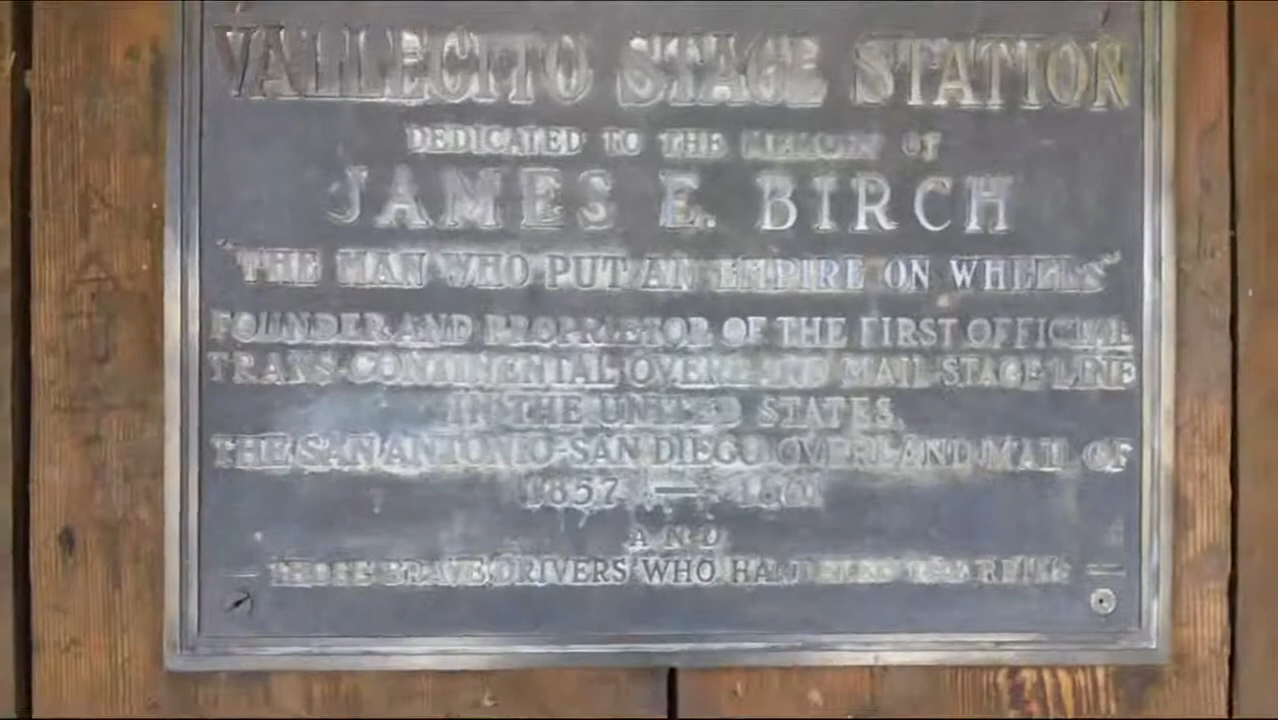 VALLECITO STAGE STATION
DEDICATED TO THE MEMORY OF
JAMES E. BIRCH
"THE MAN WHO PUT AN EMPIRE ON WHEELS"
FOUNDER AND PROPRIETOR OF THE FIRST OFFICIAL
TRANS-CONTINENTAL OVERLAND MAIL STAGE LINE
IN THE UNITED STATES,
THE SAN ANTONIO-SAN DIEGO OVERLAND MAIL OF
1857 — 1861
AND
THOSE BRAVE DRIVERS WHO HANDLED